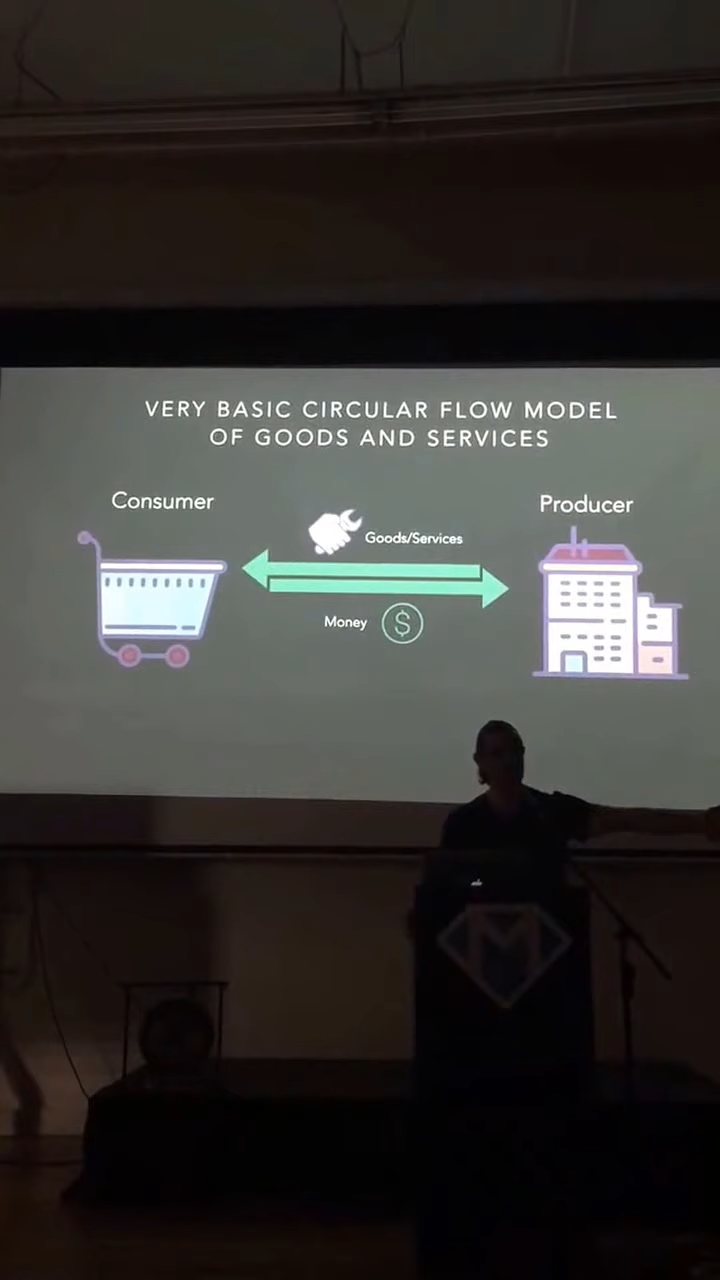 VERY BASIC CIRCULAR FLOW MODEL
OF GOODS AND SERVICES
Consumer
Producer
Goods/Services
Money
$
M